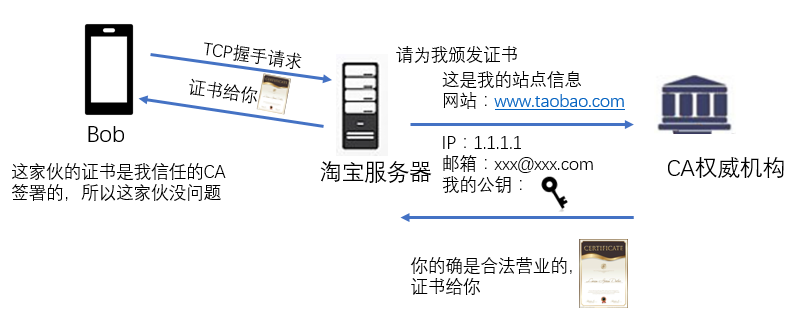 TCP握手请求
证书给你
Bob
这家伙的证书是我信任的CA
签署的，所以这家伙没问题
淘宝服务器
请为我颁发证书
这是我的站点信息
网站：www.taobao.com
IP：1.1.1.1
邮箱：xxx@xxx.com
我的公钥：
CA权威机构
你的确是合法营业的，
证书给你
CERTIFICATE